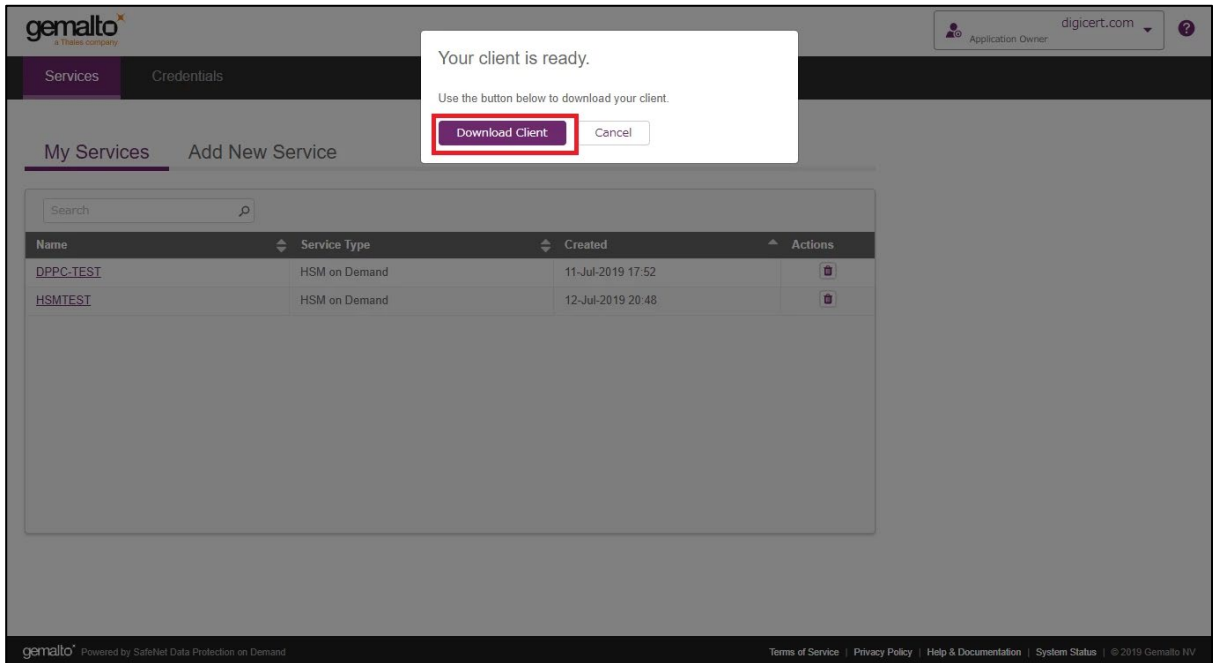 gemalto
a Thales company
digicert.com
Application Owner
?
Services Credentials
Your client is ready.
Use the button below to download your client.
Download Client Cancel
My Services Add New Service
Search
Name Service Type Created Actions
DPPC-TEST HSM on Demand 11-Jul-2019 17:52
HSMTEST HSM on Demand 12-Jul-2019 20:48
gemalto Powered by SafeNet Data Protection on Demand Terms of Service | Privacy Policy | Help & Documentation | System Status | © 2019 Gemalto NV